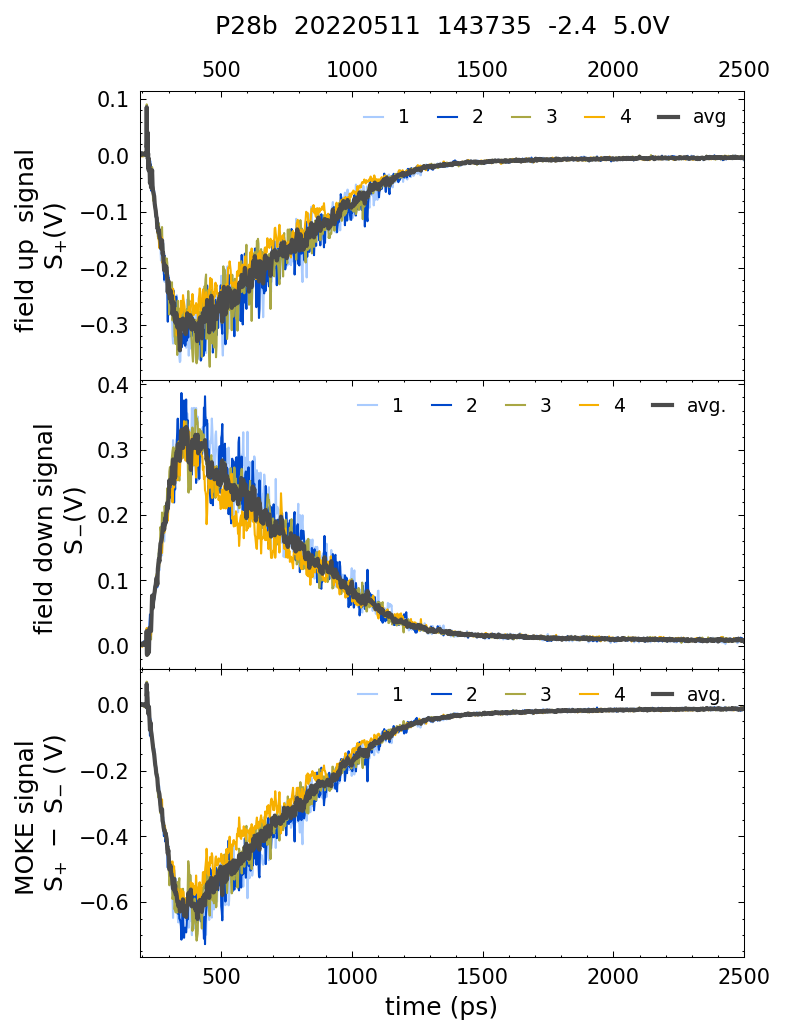 P28b 20220511 143735 -2.4 5.0V
500 1000 1500 2000 2500
1 2 3 4 avg
0.1
0.0
−0.1
−0.2
−0.3
field up signal
S₊(V)
1 2 3 4 avg.
0.4
0.3
0.2
0.1
0.0
field down signal
S₋(V)
1 2 3 4 avg.
0.0
−0.2
−0.4
−0.6
MOKE signal
S₊ − S₋ (V)
500 1000 1500 2000 2500
time (ps)